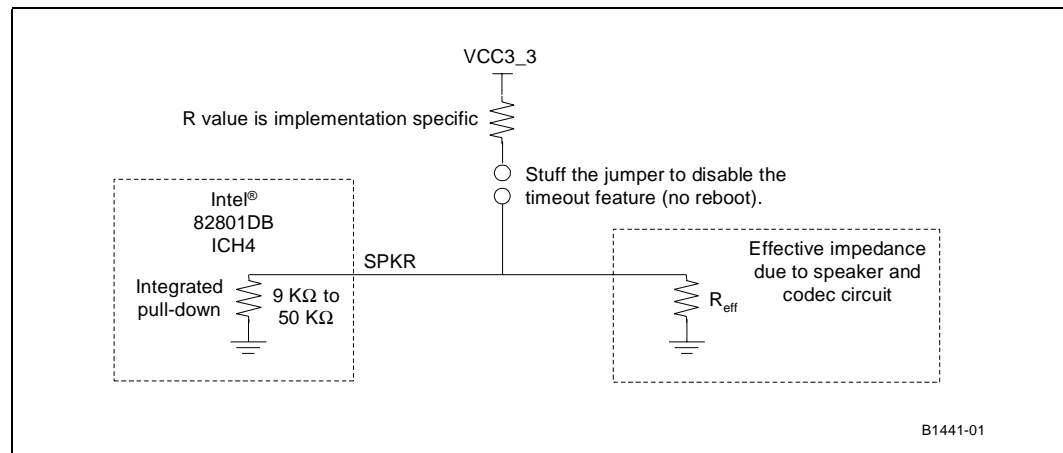 VCC3_3
R value is implementation specific
Stuff the jumper to disable the
timeout feature (no reboot).
Intel®
82801DB
ICH4
SPKR
Integrated
pull-down
9 KΩ to
50 KΩ
Effective impedance
due to speaker and
codec circuit
Reff
B1441-01